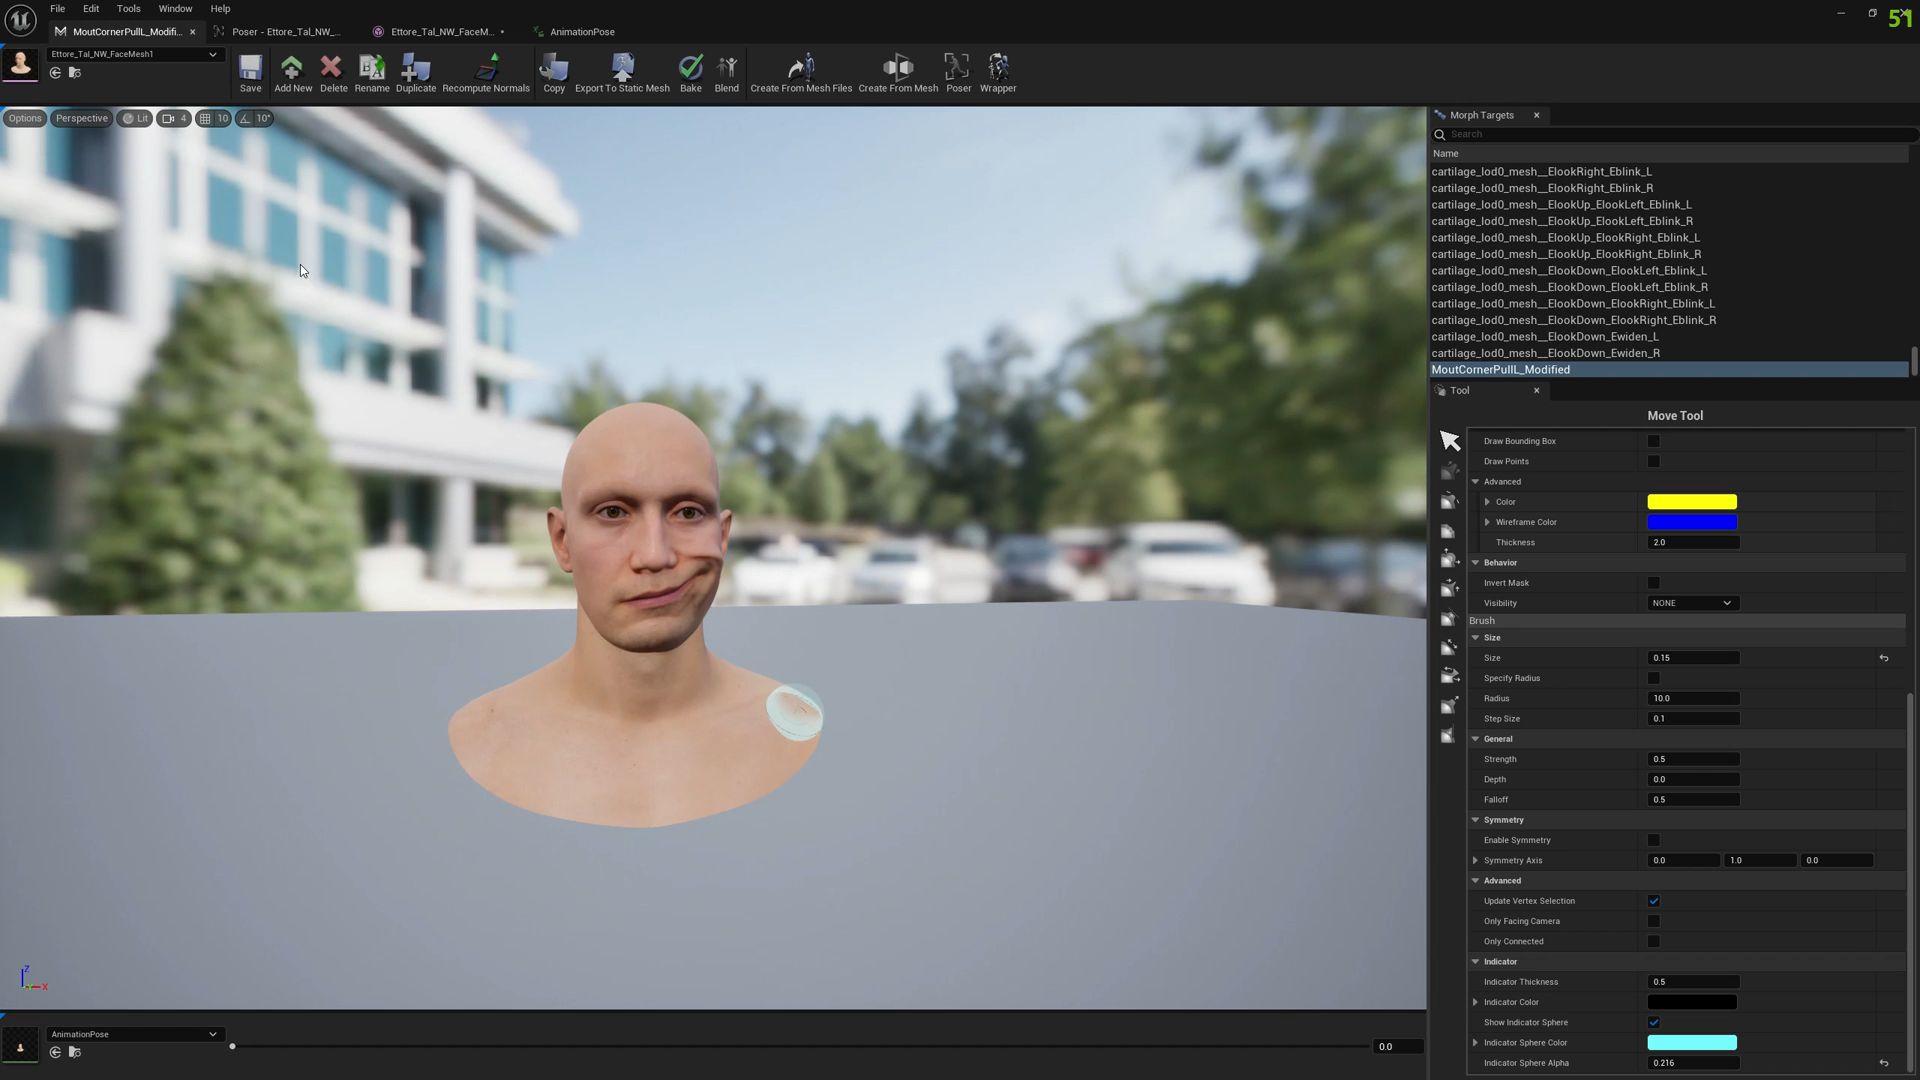 File Edit Tools Window Help
51
MoutCornerPullL_Modifi... Poser - Ettore_Tal_NW_... Ettore_Tal_NW_FaceM... AnimationPose
Ettore_Tal_NW_FaceMesh1
Save Add New Delete Rename Duplicate Recompute Normals Copy Export To Static Mesh Bake Blend Create From Mesh Files Create From Mesh Poser Wrapper
Options Perspective Lit 4 10 10°
Morph Targets
Search
Name
cartilage_lod0_mesh__ElookRight_Eblink_L
cartilage_lod0_mesh__ElookRight_Eblink_R
cartilage_lod0_mesh__ElookUp_ElookLeft_Eblink_L
cartilage_lod0_mesh__ElookUp_ElookLeft_Eblink_R
cartilage_lod0_mesh__ElookUp_ElookRight_Eblink_L
cartilage_lod0_mesh__ElookUp_ElookRight_Eblink_R
cartilage_lod0_mesh__ElookDown_ElookLeft_Eblink_L
cartilage_lod0_mesh__ElookDown_ElookLeft_Eblink_R
cartilage_lod0_mesh__ElookDown_ElookRight_Eblink_L
cartilage_lod0_mesh__ElookDown_ElookRight_Eblink_R
cartilage_lod0_mesh__ElookDown_Ewiden_L
cartilage_lod0_mesh__ElookDown_Ewiden_R
MoutCornerPullL_Modified
Tool
Move Tool
Draw Bounding Box
Draw Points
Advanced
Color
Wireframe Color
Thickness 2.0
Behavior
Invert Mask
Visibility NONE
Brush
Size
Size 0.15
Specify Radius
Radius 10.0
Step Size 0.1
General
Strength 0.5
Depth 0.0
Falloff 0.5
Symmetry
Enable Symmetry
Symmetry Axis 0.0 1.0 0.0
Advanced
Update Vertex Selection
Only Facing Camera
Only Connected
Indicator
Indicator Thickness 0.5
Indicator Color
Show Indicator Sphere
Indicator Sphere Color
Indicator Sphere Alpha 0.216
Z
X
AnimationPose
0.0